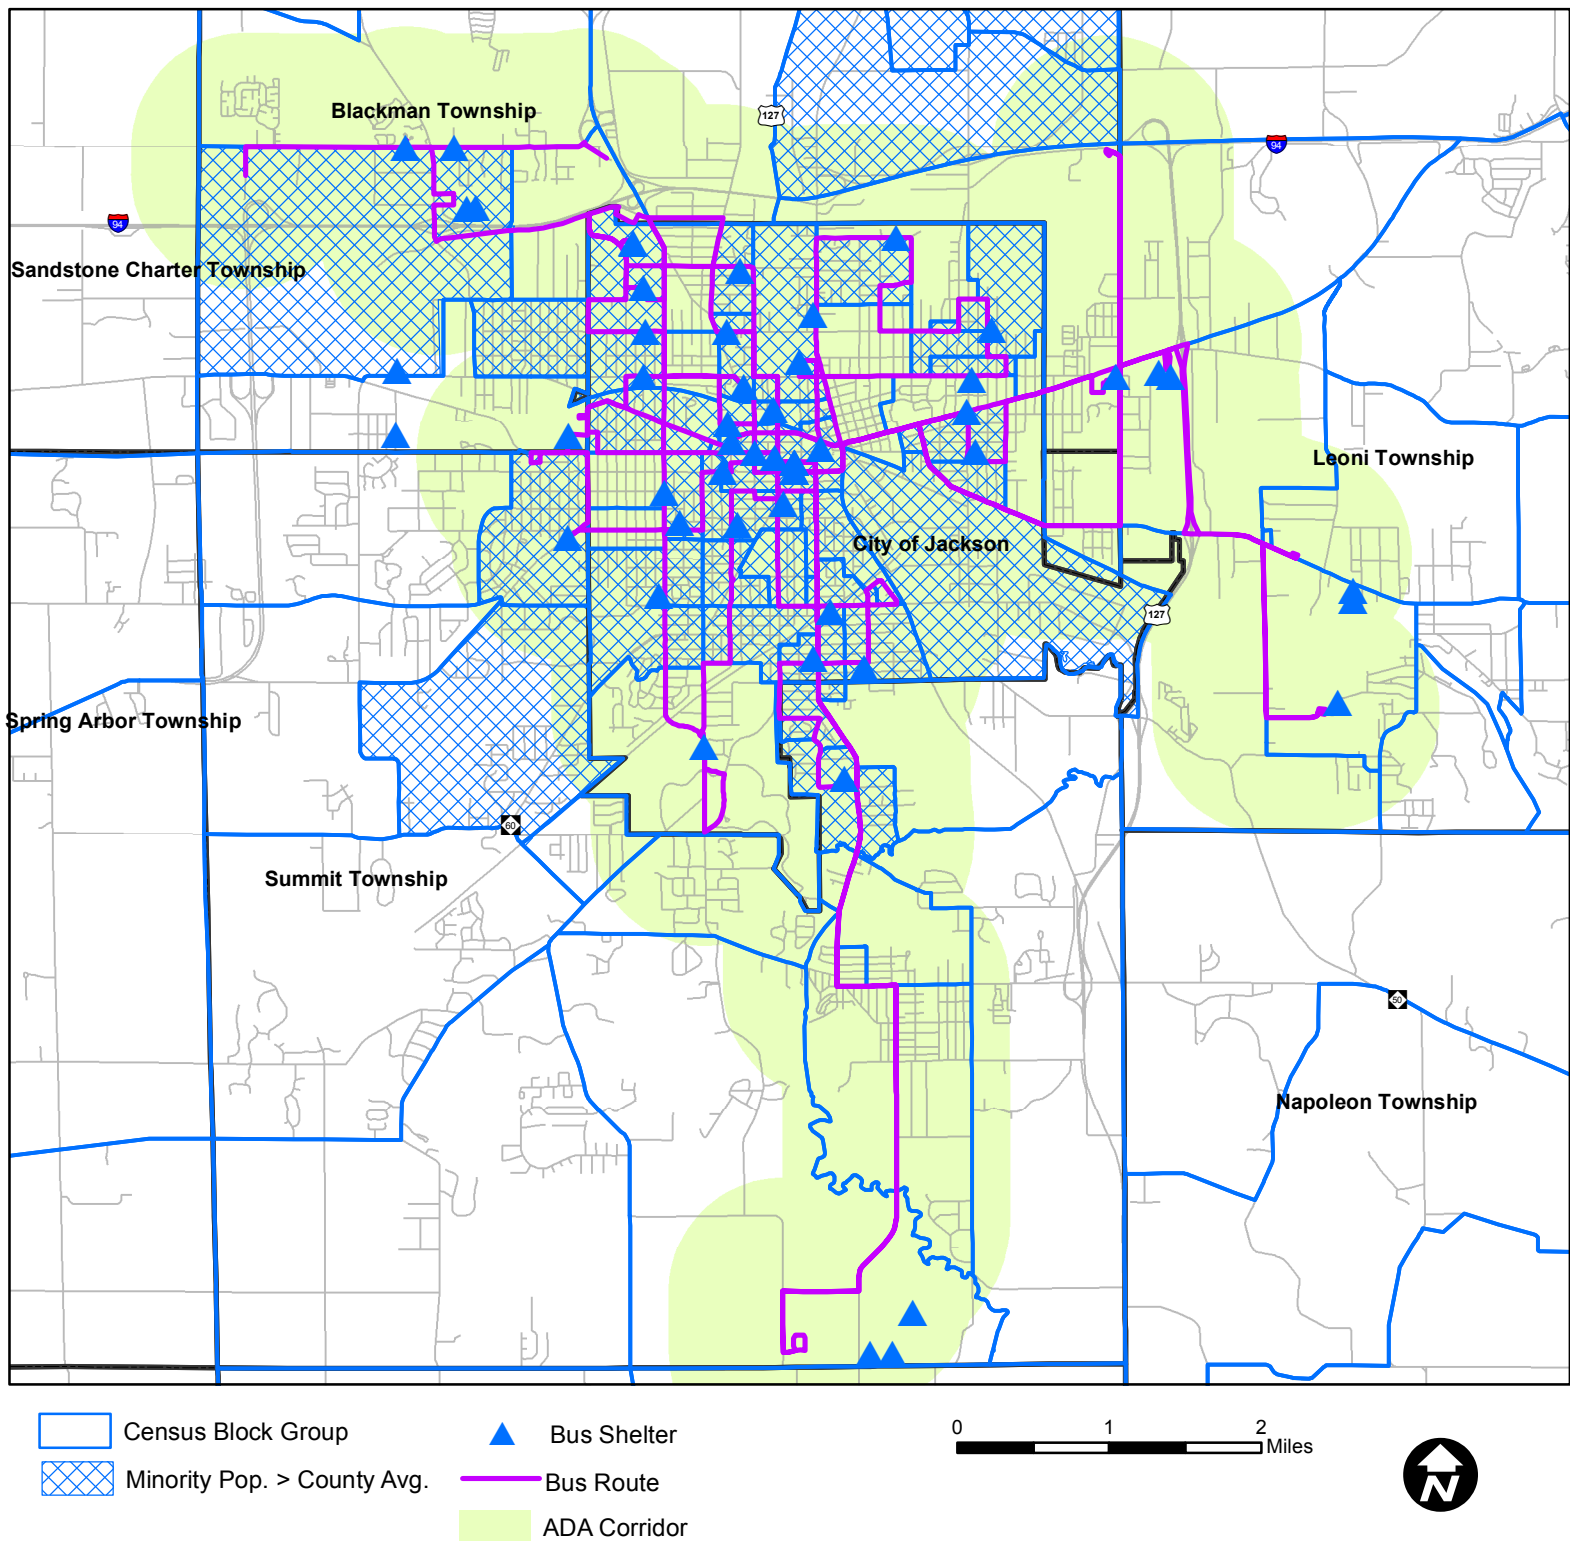 Blackman Township
127
94
94
Sandstone Charter Township
Leoni Township
City of Jackson
127
Spring Arbor Township
60
Summit Township
50
Napoleon Township
Census Block Group
Minority Pop. > County Avg.
Bus Shelter
Bus Route
ADA Corridor
0 1 2
Miles
N